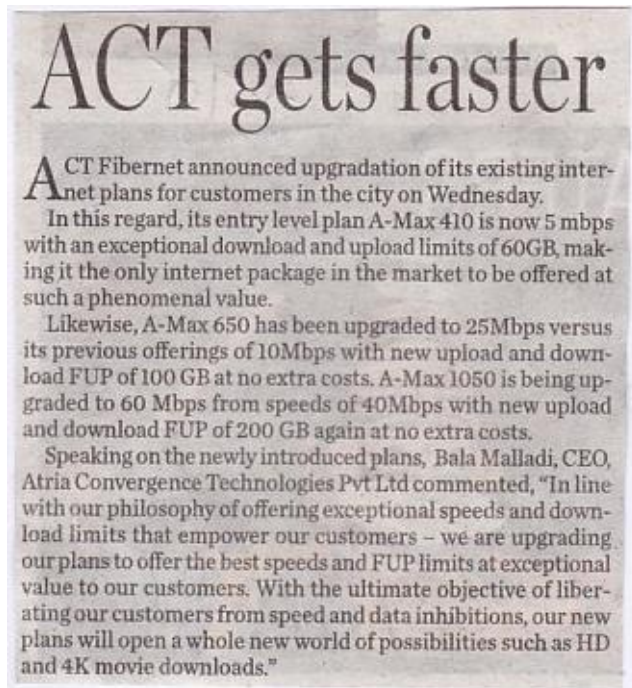 ACT gets faster
ACT Fibernet announced upgradation of its existing inter-
net plans for customers in the city on Wednesday.
In this regard, its entry level plan A-Max 410 is now 5 mbps
with an exceptional download and upload limits of 60GB, mak-
ing it the only internet package in the market to be offered at
such a phenomenal value.
Likewise, A-Max 650 has been upgraded to 25Mbps versus
its previous offerings of 10Mbps with new upload and down-
load FUP of 100 GB at no extra costs. A-Max 1050 is being up-
graded to 60 Mbps from speeds of 40Mbps with new upload
and download FUP of 200 GB again at no extra costs.
Speaking on the newly introduced plans, Bala Malladi, CEO,
Atria Convergence Technologies Pvt Ltd commented, “In line
with our philosophy of offering exceptional speeds and down-
load limits that empower our customers – we are upgrading
our plans to offer the best speeds and FUP limits at exceptional
value to our customers. With the ultimate objective of liber-
ating our customers from speed and data inhibitions, our new
plans will open a whole new world of possibilities such as HD
and 4K movie downloads.”